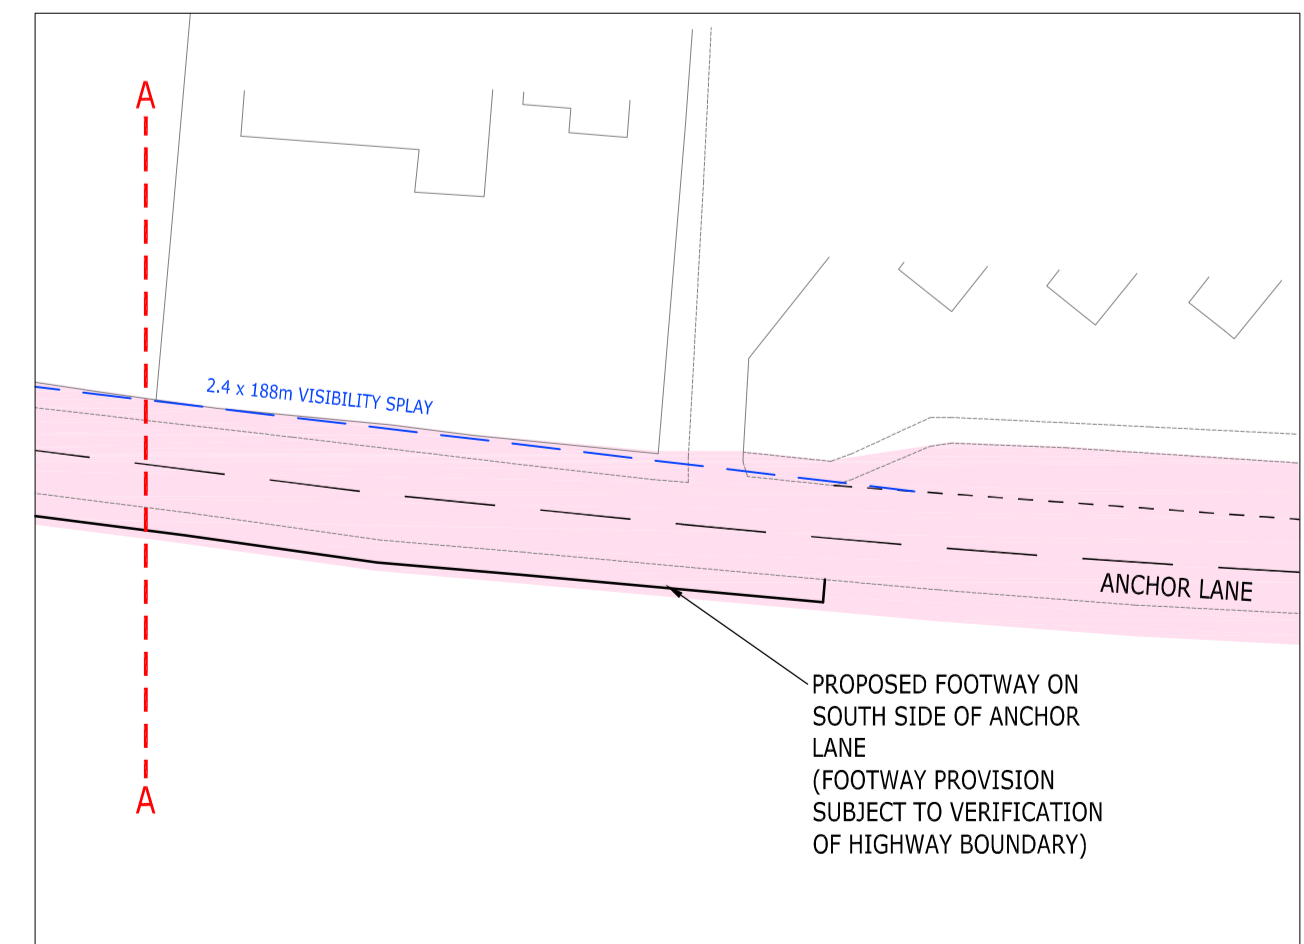 A
2.4 x 188m VISIBILITY SPLAY
ANCHOR LANE
PROPOSED FOOTWAY ON
SOUTH SIDE OF ANCHOR
LANE
(FOOTWAY PROVISION
SUBJECT TO VERIFICATION
OF HIGHWAY BOUNDARY)
A